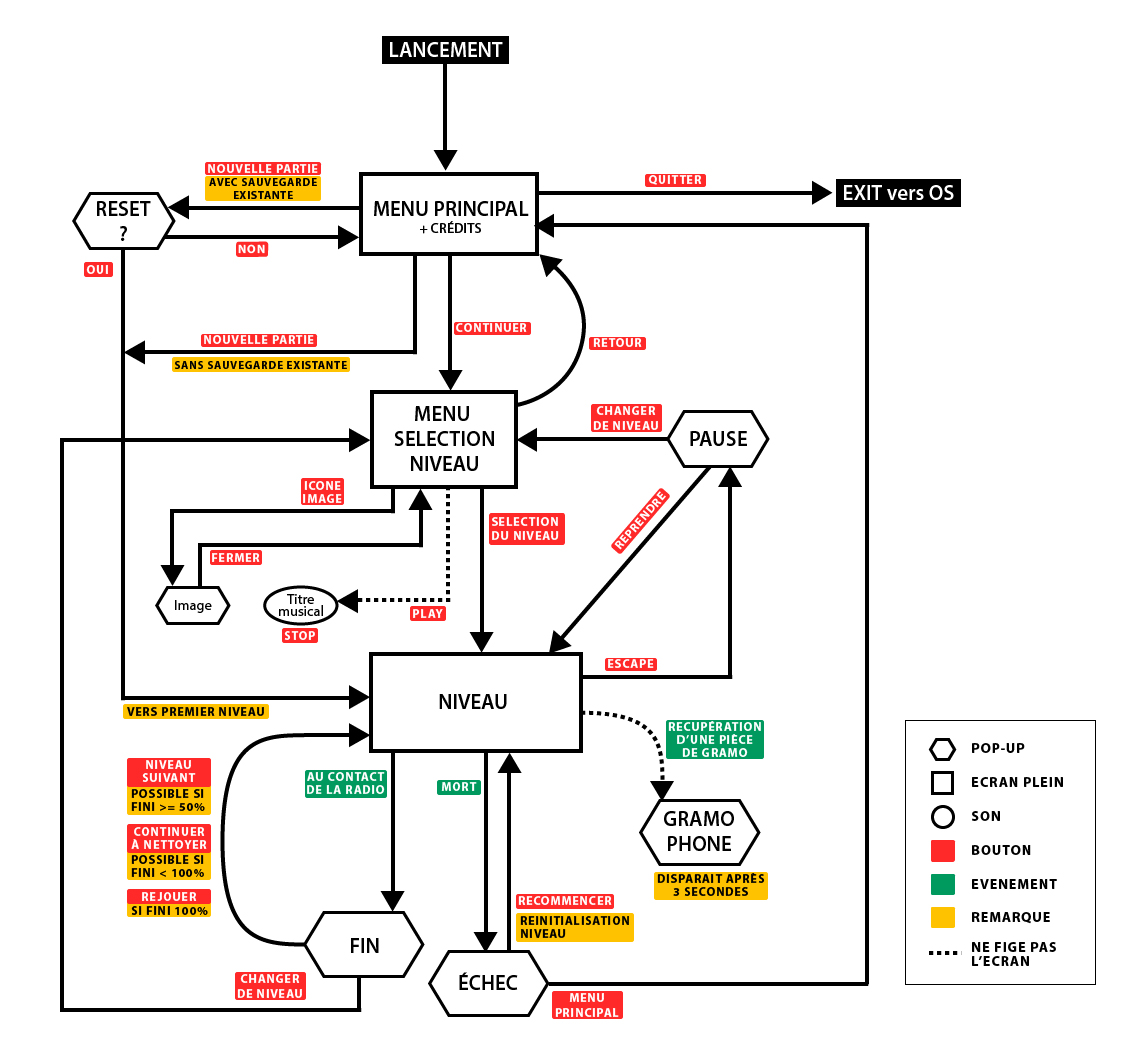 LANCEMENT
NOUVELLE PARTIE
AVEC SAUVEGARDE
EXISTANTE
QUITTER
EXIT vers OS
RESET
?
MENU PRINCIPAL
+ CRÉDITS
NON
OUI
NOUVELLE PARTIE
SANS SAUVEGARDE EXISTANTE
CONTINUER
RETOUR
MENU
SELECTION
NIVEAU
CHANGER
DE NIVEAU
PAUSE
ICONE
IMAGE
FERMER
SELECTION
DU NIVEAU
REPRENDRE
Image
Titre
musical
STOP
PLAY
ESCAPE
NIVEAU
VERS PREMIER NIVEAU
RECUPÉRATION
D'UNE PIÈCE
DE GRAMO
NIVEAU
SUIVANT
POSSIBLE SI
FINI >= 50%
CONTINUER
À NETTOYER
POSSIBLE SI
FINI < 100%
REJOUER
SI FINI 100%
AU CONTACT
DE LA RADIO
MORT
GRAMO
PHONE
DISPARAIT APRÈS
3 SECONDES
RECOMMENCER
REINITIALISATION
NIVEAU
FIN
CHANGER
DE NIVEAU
ÉCHEC
MENU
PRINCIPAL
POP-UP
ECRAN PLEIN
SON
BOUTON
EVENEMENT
REMARQUE
NE FIGE PAS
L'ECRAN